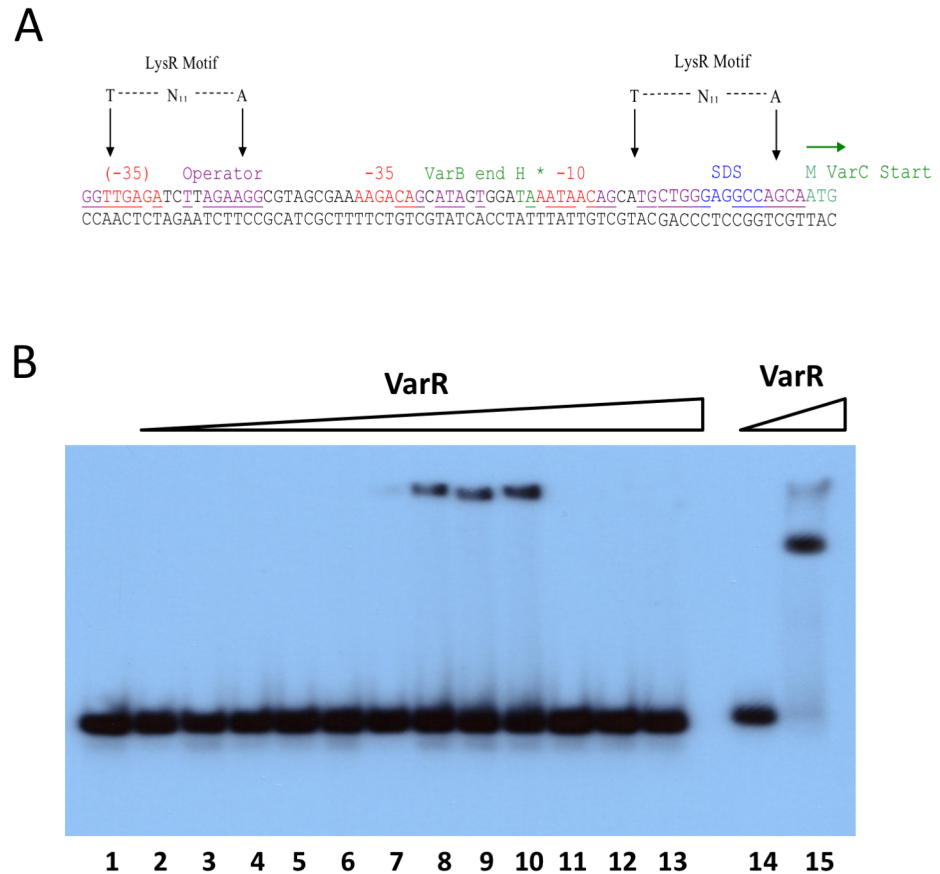 A
LysR Motif LysR Motif
T N₁₁ A T N₁₁ A
(-35) Operator -35 VarB end H * -10 SDS M VarC Start
GGTTGAGATCTTAGAAGGCGTAGCGAAAAGACAGCATAGTGGATAAATAACAGCATGCTGGGAGGCCAGCAATG
CCAACTCTAGAATCTTCCGCATCGCTTTTCTGTCGTATCACCTATTTATTGTCGTACGACCCTCCGGTCGTTAC
B
VarR VarR
1 2 3 4 5 6 7 8 9 10 11 12 13 14 15